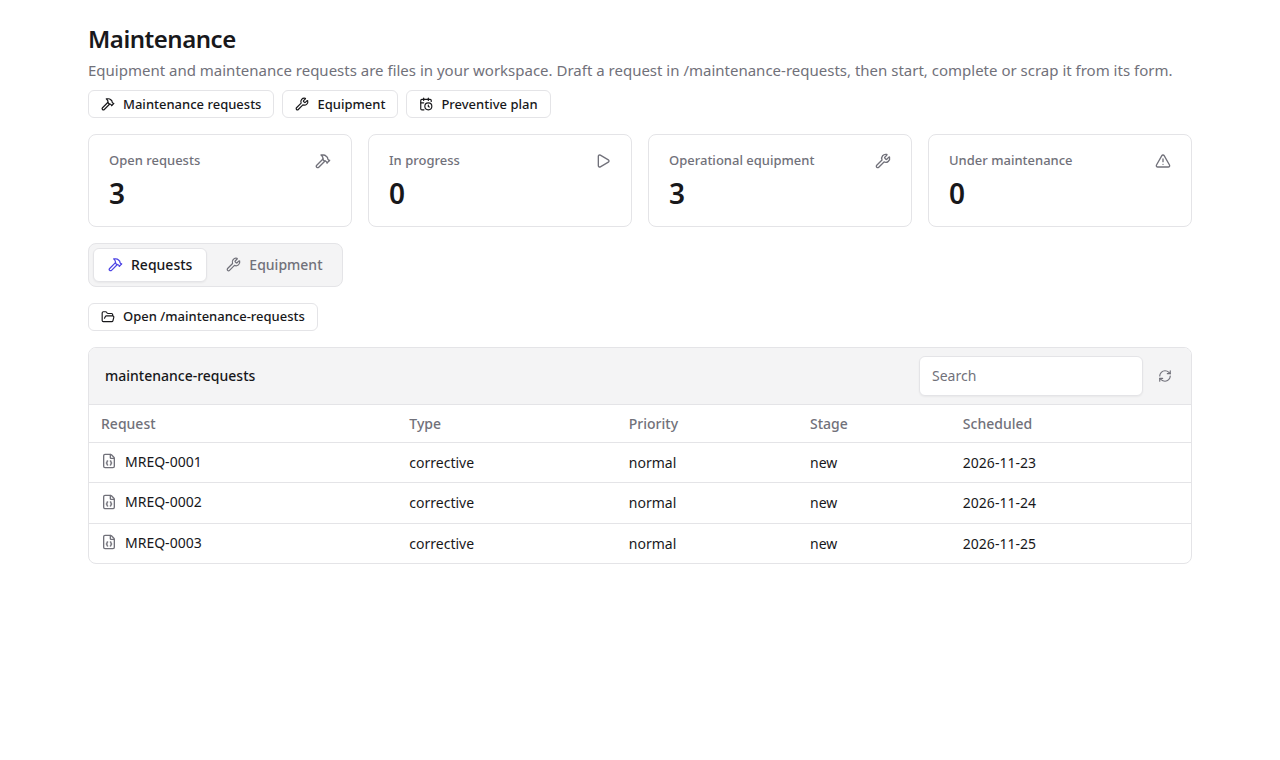 Maintenance
Equipment and maintenance requests are files in your workspace. Draft a request in /maintenance-requests, then start, complete or scrap it from its form.
Maintenance requests Equipment Preventive plan
Open requests In progress Operational equipment Under maintenance
3 0 3 0
Requests Equipment
Open /maintenance-requests
maintenance-requests Search
Request Type Priority Stage Scheduled
MREQ-0001 corrective normal new 2026-11-23
MREQ-0002 corrective normal new 2026-11-24
MREQ-0003 corrective normal new 2026-11-25